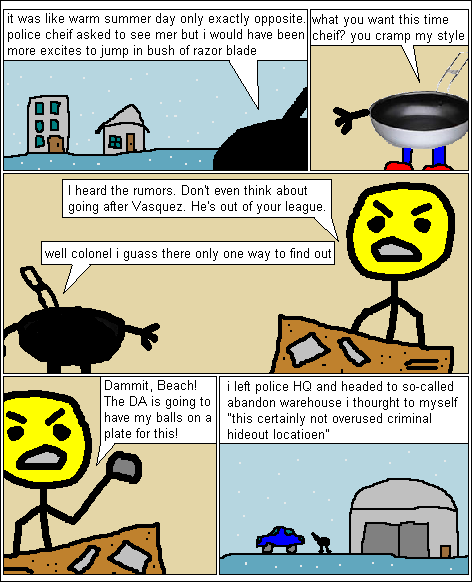 it was like warm summer day only exactly opposite.
police cheif asked to see mer but i would have been
more excites to jump in bush of razor blade
what you want this time
cheif? you cramp my style
I heard the rumors. Don't even think about
going after Vasquez. He's out of your league.
well colonel i guass there only one way to find out
Dammit, Beach!
The DA is going to
have my balls on a
plate for this!
i left police HQ and headed to so-called
abandon warehouse i thourght to myself
"this certainly not overused criminal
hideout locatioen"